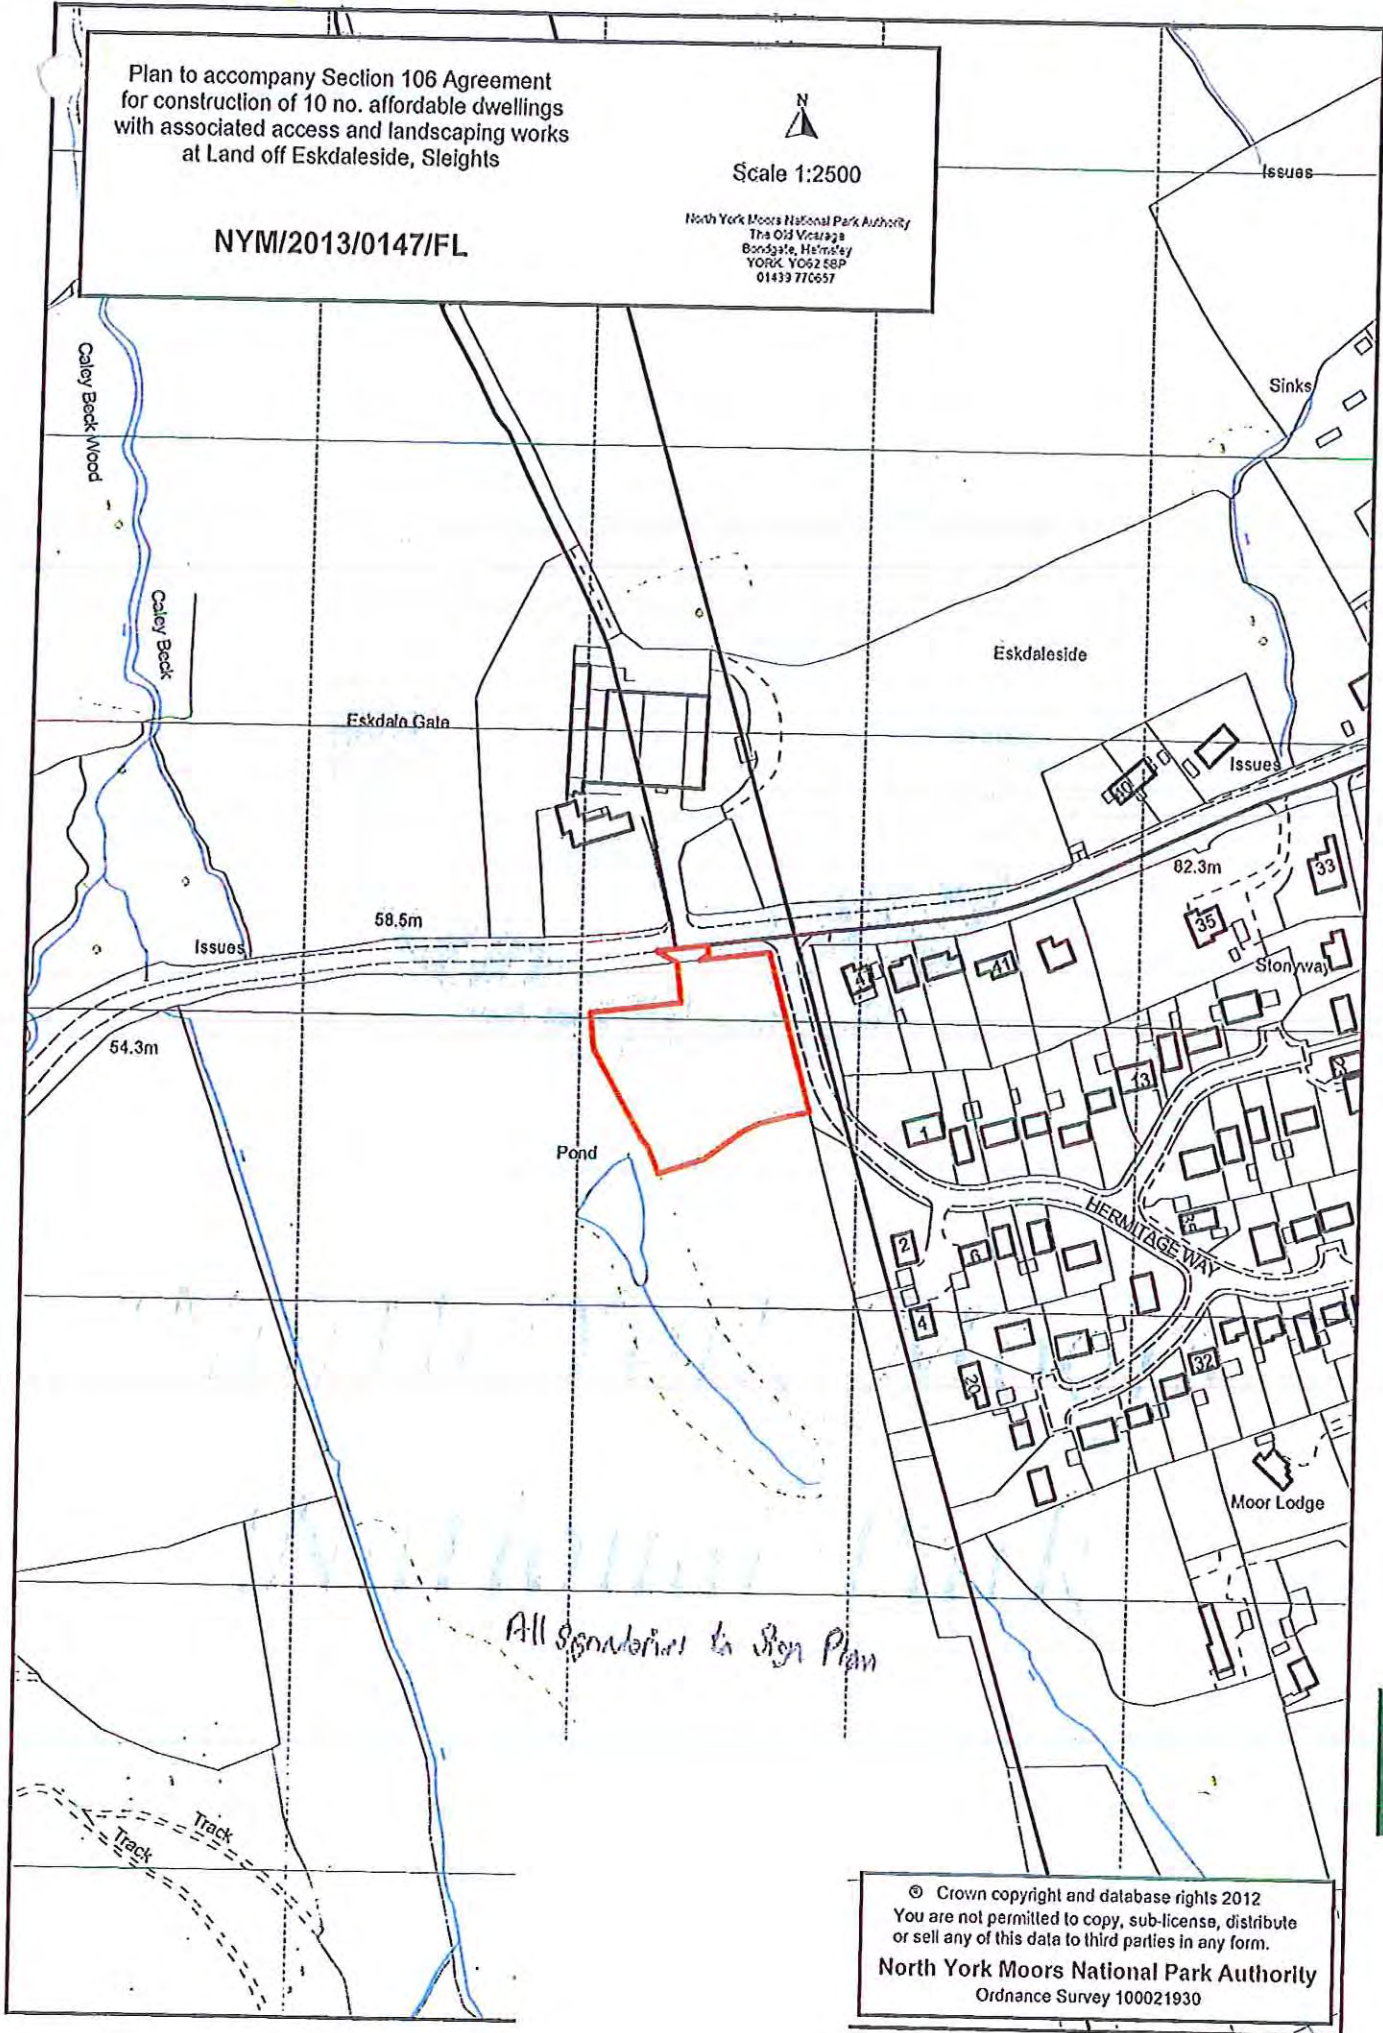 Plan to accompany Section 106 Agreement
for construction of 10 no. affordable dwellings
with associated access and landscaping works
at Land off Eskdaleside, Sleights
NYM/2013/0147/FL
N
Scale 1:2500
North York Moors National Park Authority
The Old Vicarage
Bondgate, Helmsley
YORK YO62 5BP
01439 770657
Issues
Sinks
Caley Beck Wood
Caley Beck
Eskdaleside
Eskdale Gate
40
Issues
82.3m
33
35
58.5m
Issues
47
41
Stonyway
54.3m
13
1
Pond
HERMITAGE WAY
2
6
4
32
20
Moor Lodge
All Signatories to Sign Plan
Track
Track
© Crown copyright and database rights 2012
You are not permitted to copy, sub-license, distribute
or sell any of this data to third parties in any form.
North York Moors National Park Authority
Ordnance Survey 100021930